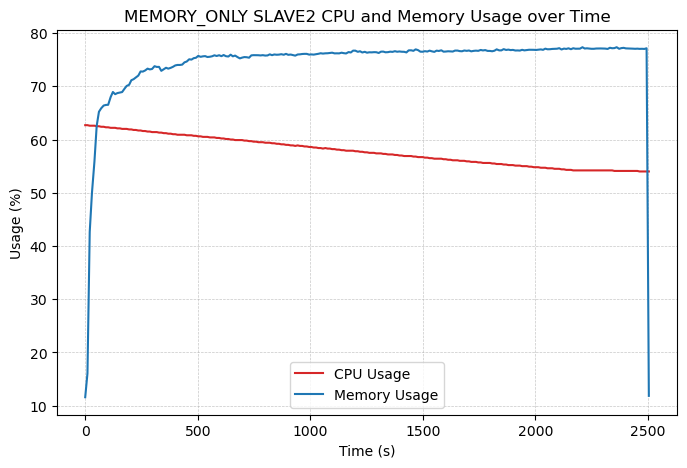 MEMORY_ONLY SLAVE2 CPU and Memory Usage over Time
80
70
60
50
40
30
20
10
Usage (%)
CPU Usage
Memory Usage
0
500
1000
1500
2000
2500
Time (s)